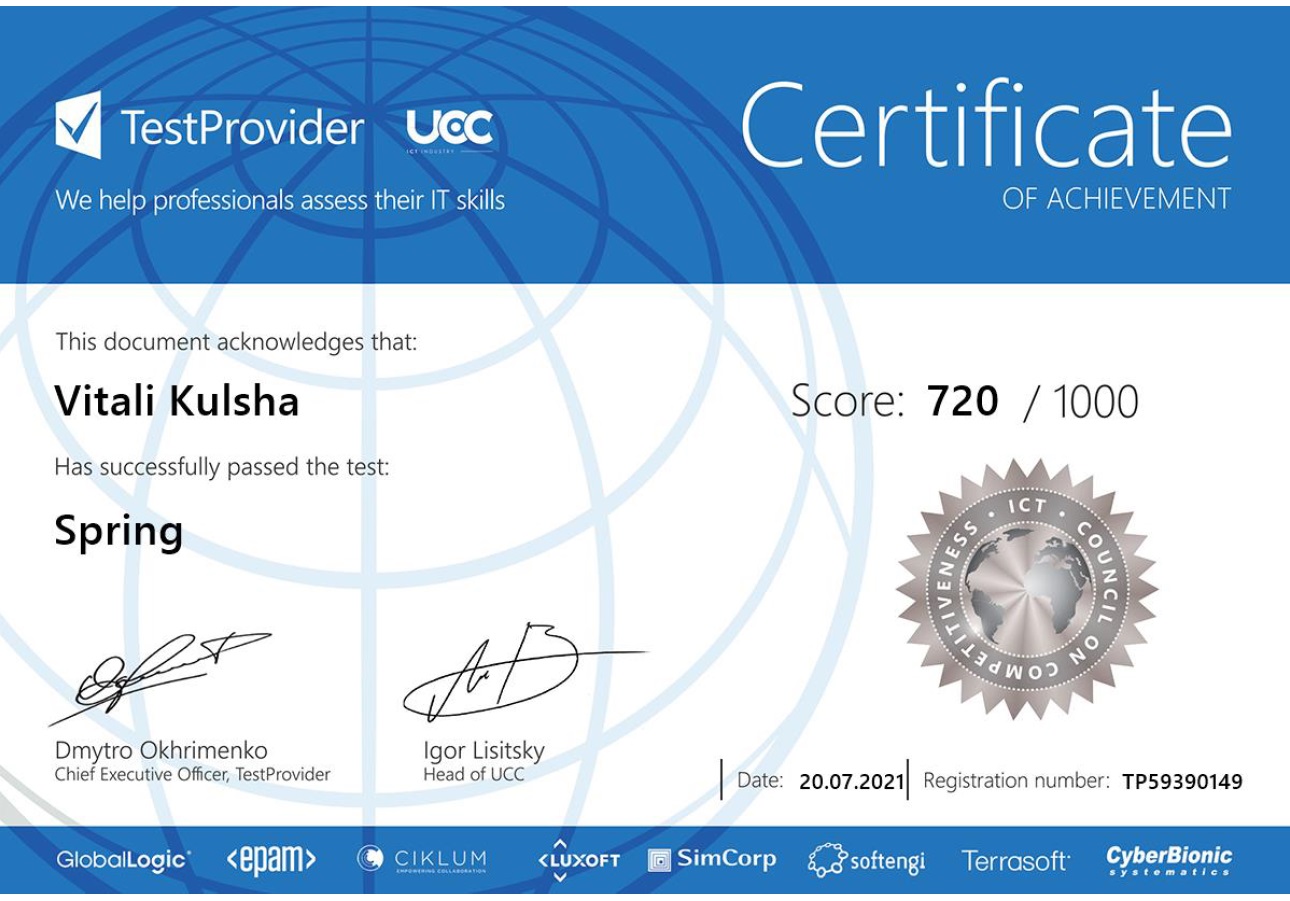 TestProvider
UCC
ICT INDUSTRY
We help professionals assess their IT skills
Certificate
OF ACHIEVEMENT
This document acknowledges that:
Vitali Kulsha
Score: 720 / 1000
Has successfully passed the test:
Spring
ICT • COUNCIL ON COMPETITIVENESS •
Dmytro Okhrimenko
Chief Executive Officer, TestProvider
Igor Lisitsky
Head of UCC
Date: 20.07.2021
Registration number: TP59390149
GlobalLogic
<epam>
CIKLUM
EMPOWERING COLLABORATION
LUXOFT
SimCorp
softengi
Terrasoft
CyberBionic
systematics